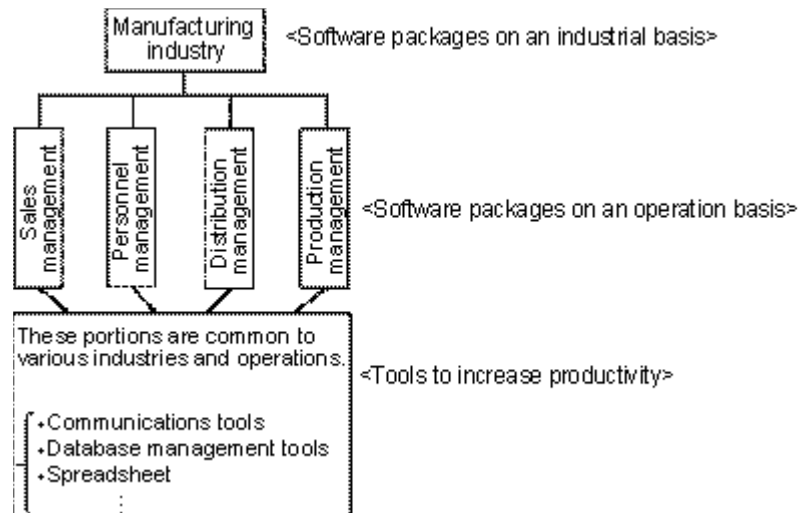 Manufacturing
industry
<Software packages on an industrial basis>
Sales
management
Personnel
management
Distribution
management
Production
management
<Software packages on an operation basis>
These portions are common to
various industries and operations.
<Tools to increase productivity>
•Communications tools
•Database management tools
•Spreadsheet
⋮